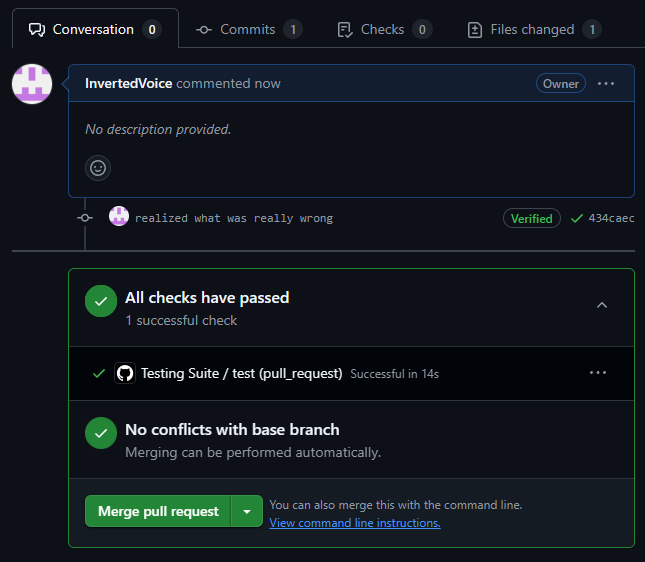 Conversation 0 Commits 1 Checks 0 Files changed 1
InvertedVoice commented now Owner
No description provided.
realized what was really wrong Verified 434caec
All checks have passed
1 successful check
Testing Suite / test (pull_request) Successful in 14s
No conflicts with base branch
Merging can be performed automatically.
Merge pull request
You can also merge this with the command line.
View command line instructions.